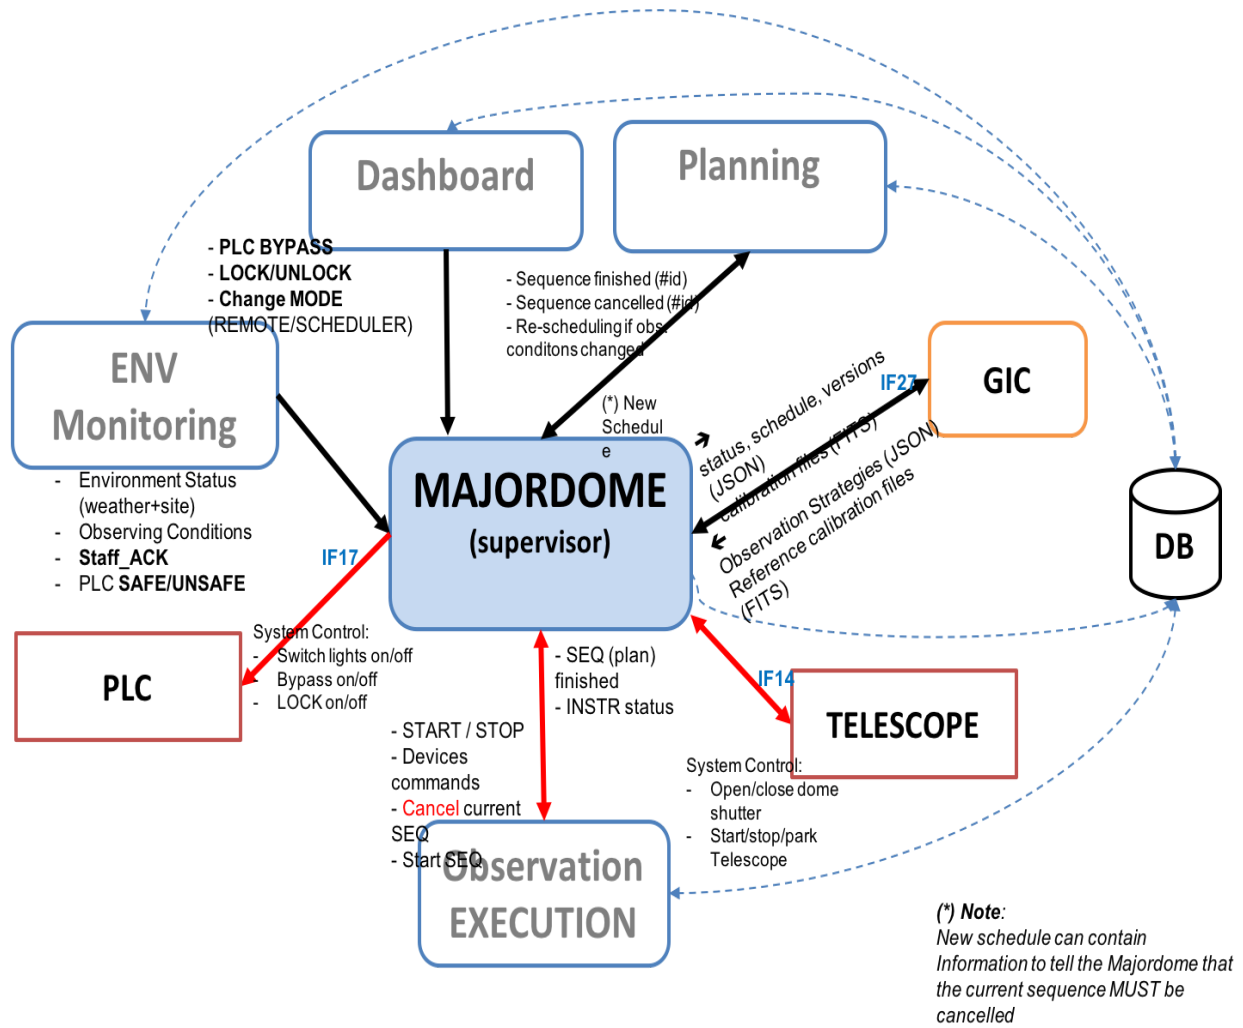 Dashboard
Planning
- PLC BYPASS
- LOCK/UNLOCK
- Change MODE
(REMOTE/SCHEDULER)
- Sequence finished (#id)
- Sequence cancelled (#id)
- Re-scheduling if obs.
conditons changed
ENV
Monitoring
- Environment Status
(weather+site)
- Observing Conditions
- Staff_ACK
- PLC SAFE/UNSAFE
(*) New
Schedul
e
MAJORDOME
(supervisor)
IF27
GIC
status, schedule, versions
(JSON)
calibration files (FITS)
Observation Strategies (JSON)
Reference calibration files
(FITS)
DB
IF17
PLC
System Control:
- Switch lights on/off
- Bypass on/off
- LOCK on/off
- SEQ (plan)
finished
- INSTR status
IF14
TELESCOPE
System Control:
- Open/close dome
shutter
- Start/stop/park
Telescope
- START / STOP
- Devices
commands
- Cancel current
SEQ
- Start SEQ
Observation
EXECUTION
(*) Note:
New schedule can contain
Information to tell the Majordome that
the current sequence MUST be
cancelled